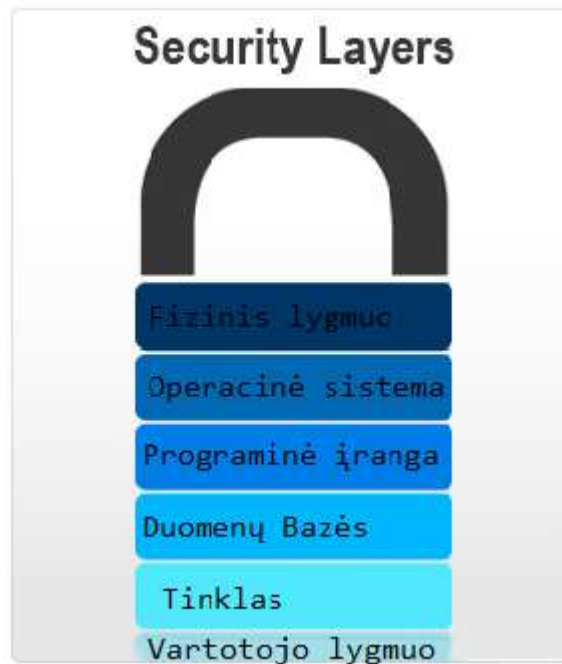 Security Layers
Fizinis lygmuo
Operacinė sistema
Programinė įranga
Duomenų Bazės
Tinklas
Vartotojo lygmuo